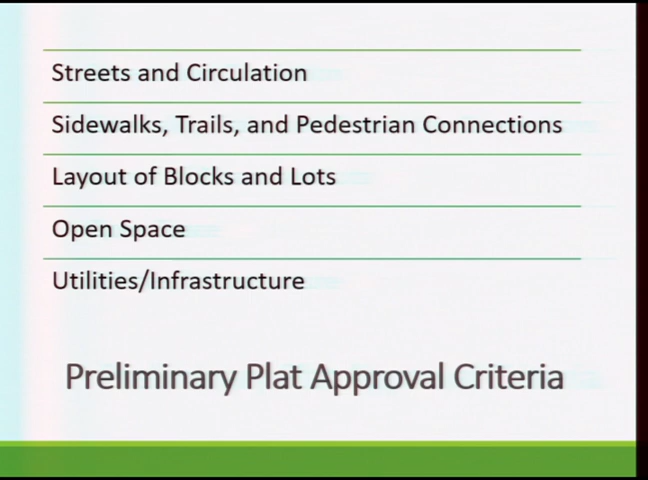 Streets and Circulation
Sidewalks, Trails, and Pedestrian Connections
Layout of Blocks and Lots
Open Space
Utilities/Infrastructure
Preliminary Plat Approval Criteria